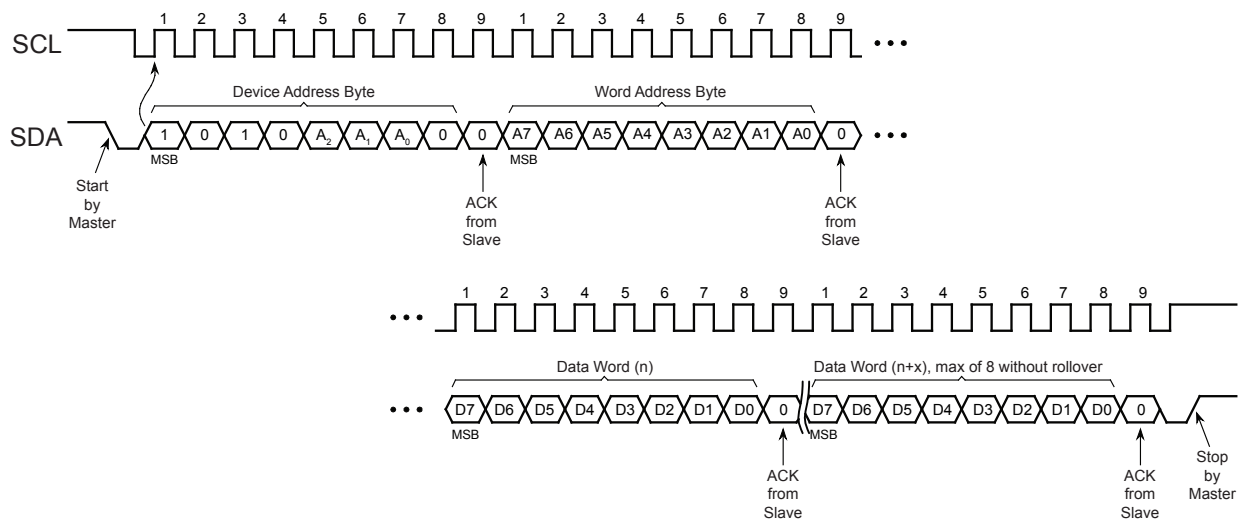 1 2 3 4 5 6 7 8 9 1 2 3 4 5 6 7 8 9
SCL
Device Address Byte Word Address Byte
SDA 1 0 1 0 A2 A1 A0 0 0 A7 A6 A5 A4 A3 A2 A1 A0 0
MSB MSB
Start
by
Master
ACK
from
Slave
ACK
from
Slave
1 2 3 4 5 6 7 8 9 1 2 3 4 5 6 7 8 9
Data Word (n) Data Word (n+x), max of 8 without rollover
D7 D6 D5 D4 D3 D2 D1 D0 0 D7 D6 D5 D4 D3 D2 D1 D0 0
MSB MSB
ACK
from
Slave
ACK
from
Slave
Stop
by
Master